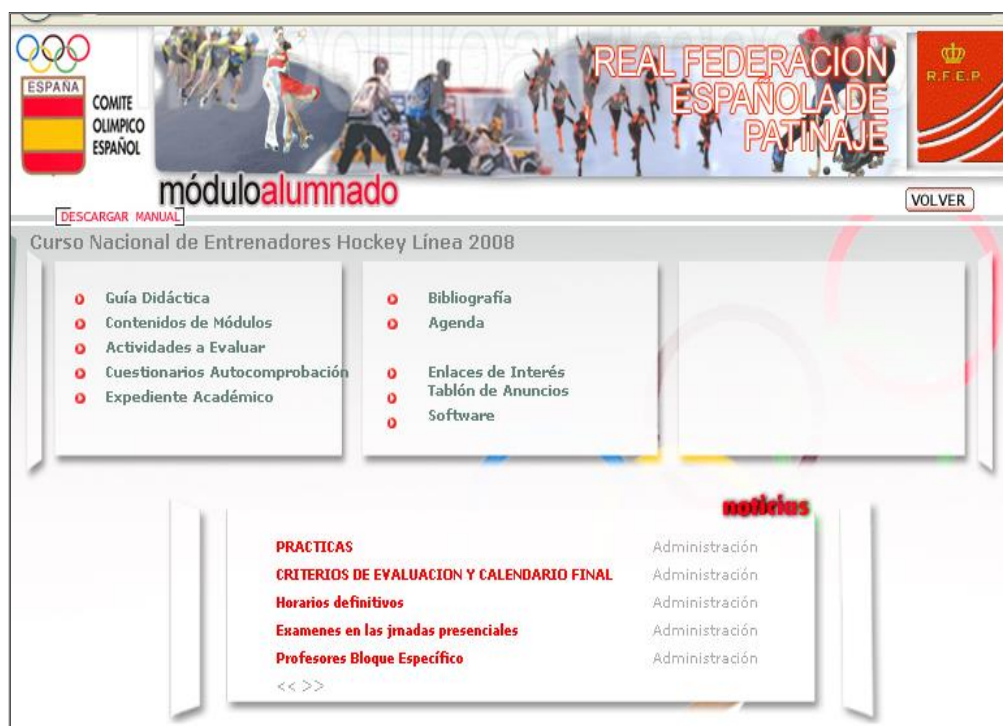 ESPAÑA
COMITE
OLIMPICO
ESPAÑOL
REAL FEDERACION
ESPAÑOLA DE
PATINAJE
R.F.E.P.
móduloalumnado
DESCARGAR MANUAL
VOLVER
Curso Nacional de Entrenadores Hockey Línea 2008
Guía Didáctica
Contenidos de Módulos
Actividades a Evaluar
Cuestionarios Autocomprobación
Expediente Académico
Bibliografía
Agenda
Enlaces de Interés
Tablón de Anuncios
Software
noticias
PRACTICAS Administración
CRITERIOS DE EVALUACION Y CALENDARIO FINAL Administración
Horarios definitivos Administración
Examenes en las jrnadas presenciales Administración
Profesores Bloque Específico Administración
<< >>